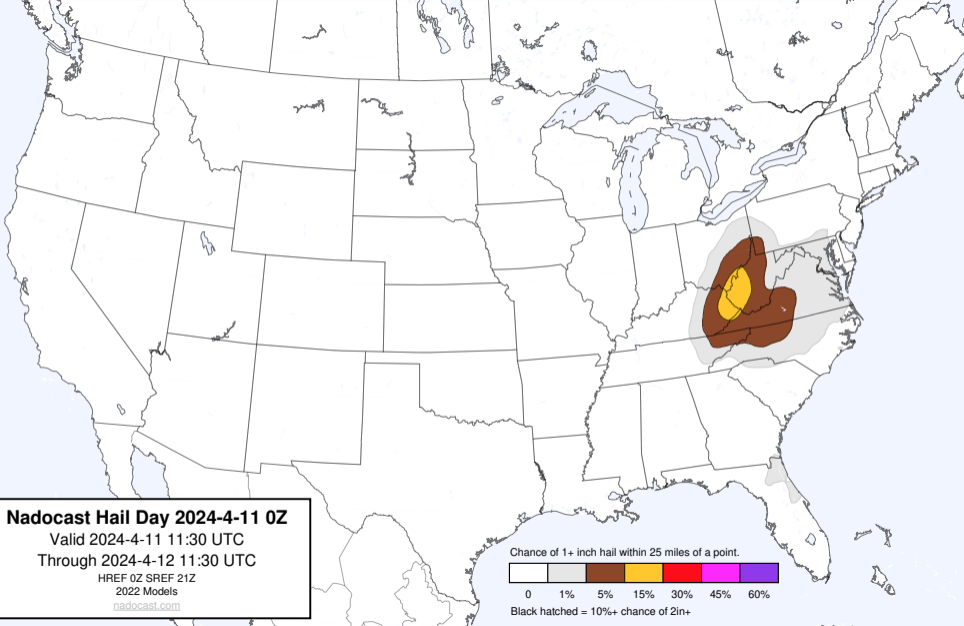 Nadocast Hail Day 2024-4-11 0Z
Valid 2024-4-11 11:30 UTC
Through 2024-4-12 11:30 UTC
HREF 0Z SREF 21Z
2022 Models
nadocast.com
Chance of 1+ inch hail within 25 miles of a point.
0 1% 5% 15% 30% 45% 60%
Black hatched = 10%+ chance of 2in+